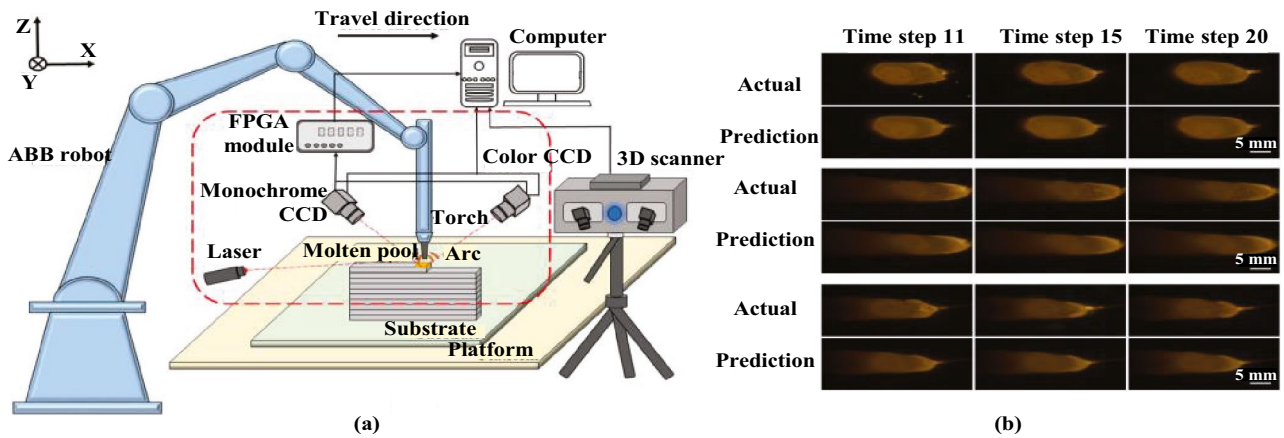 Z
X
Y
Travel direction
Computer
FPGA
module
ABB robot
Color CCD
3D scanner
Monochrome
CCD
Torch
Laser
Molten pool
Arc
Substrate
Platform
(a)
Time step 11 Time step 15 Time step 20
Actual
Prediction
5 mm
Actual
Prediction
5 mm
Actual
Prediction
5 mm
(b)